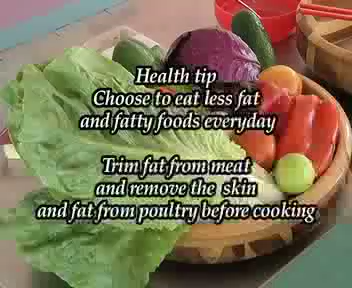 Health tip
Choose to eat less fat
and fatty foods everyday
Trim fat from meat
and remove the skin
and fat from poultry before cooking